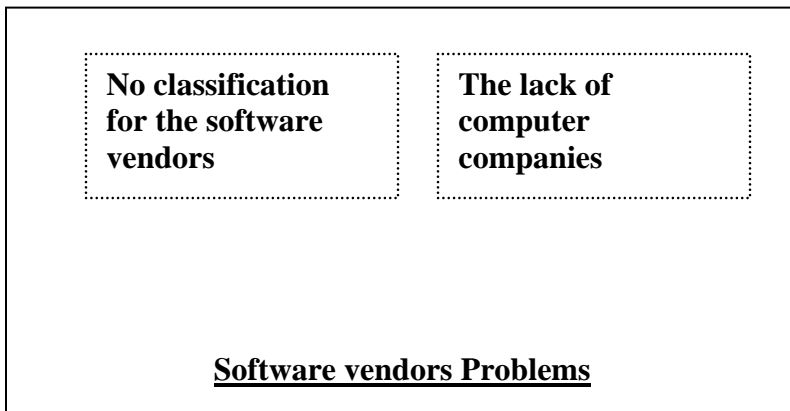 No classification
for the software
vendors
The lack of
computer
companies
Software vendors Problems